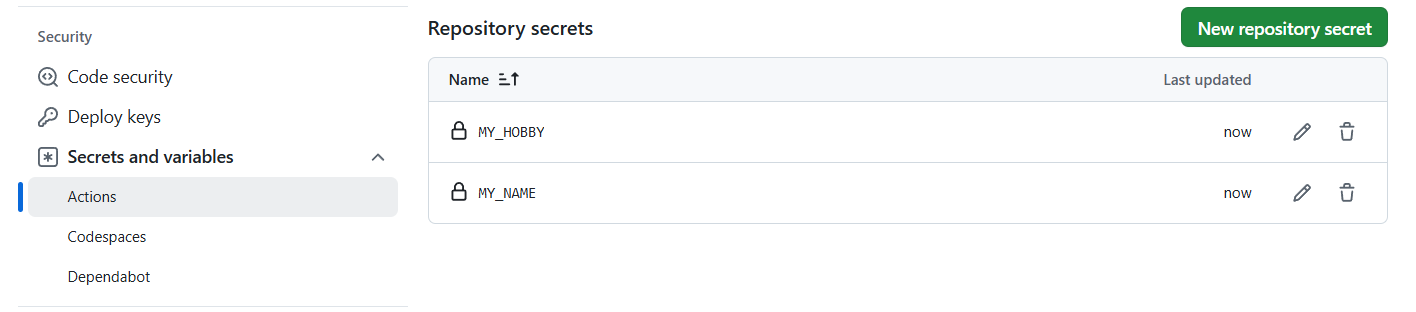 Security
Code security
Deploy keys
Secrets and variables
Actions
Codespaces
Dependabot
Repository secrets
New repository secret
Name Last updated
MY_HOBBY now
MY_NAME now